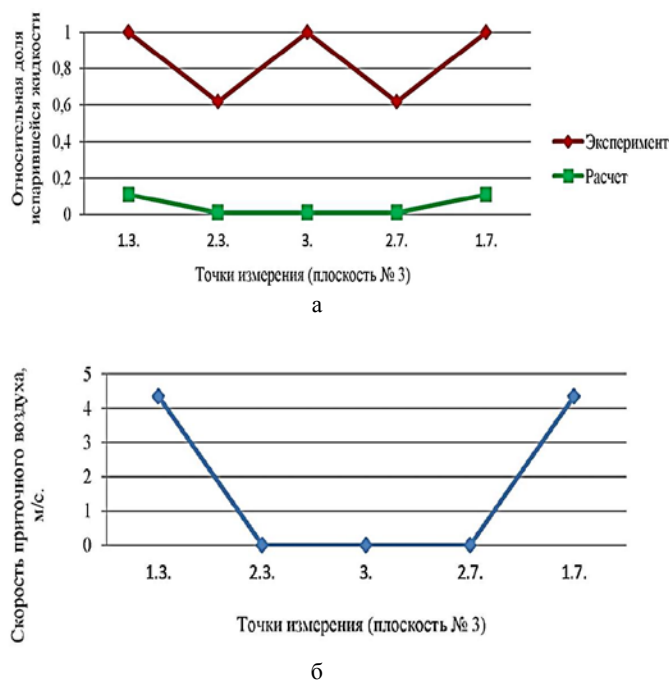 Относительная доля
испарившейся жидкости
1
0,8
0,6
0,4
0,2
0
1.3.
2.3.
3.
2.7.
1.7.
Точки измерения (плоскость № 3)
Эксперимент
Расчет
а
Скорость приточного воздуха,
м/с.
5
4
3
2
1
0
1.3.
2.3.
3.
2.7.
1.7.
Точки измерения (плоскость № 3)
б